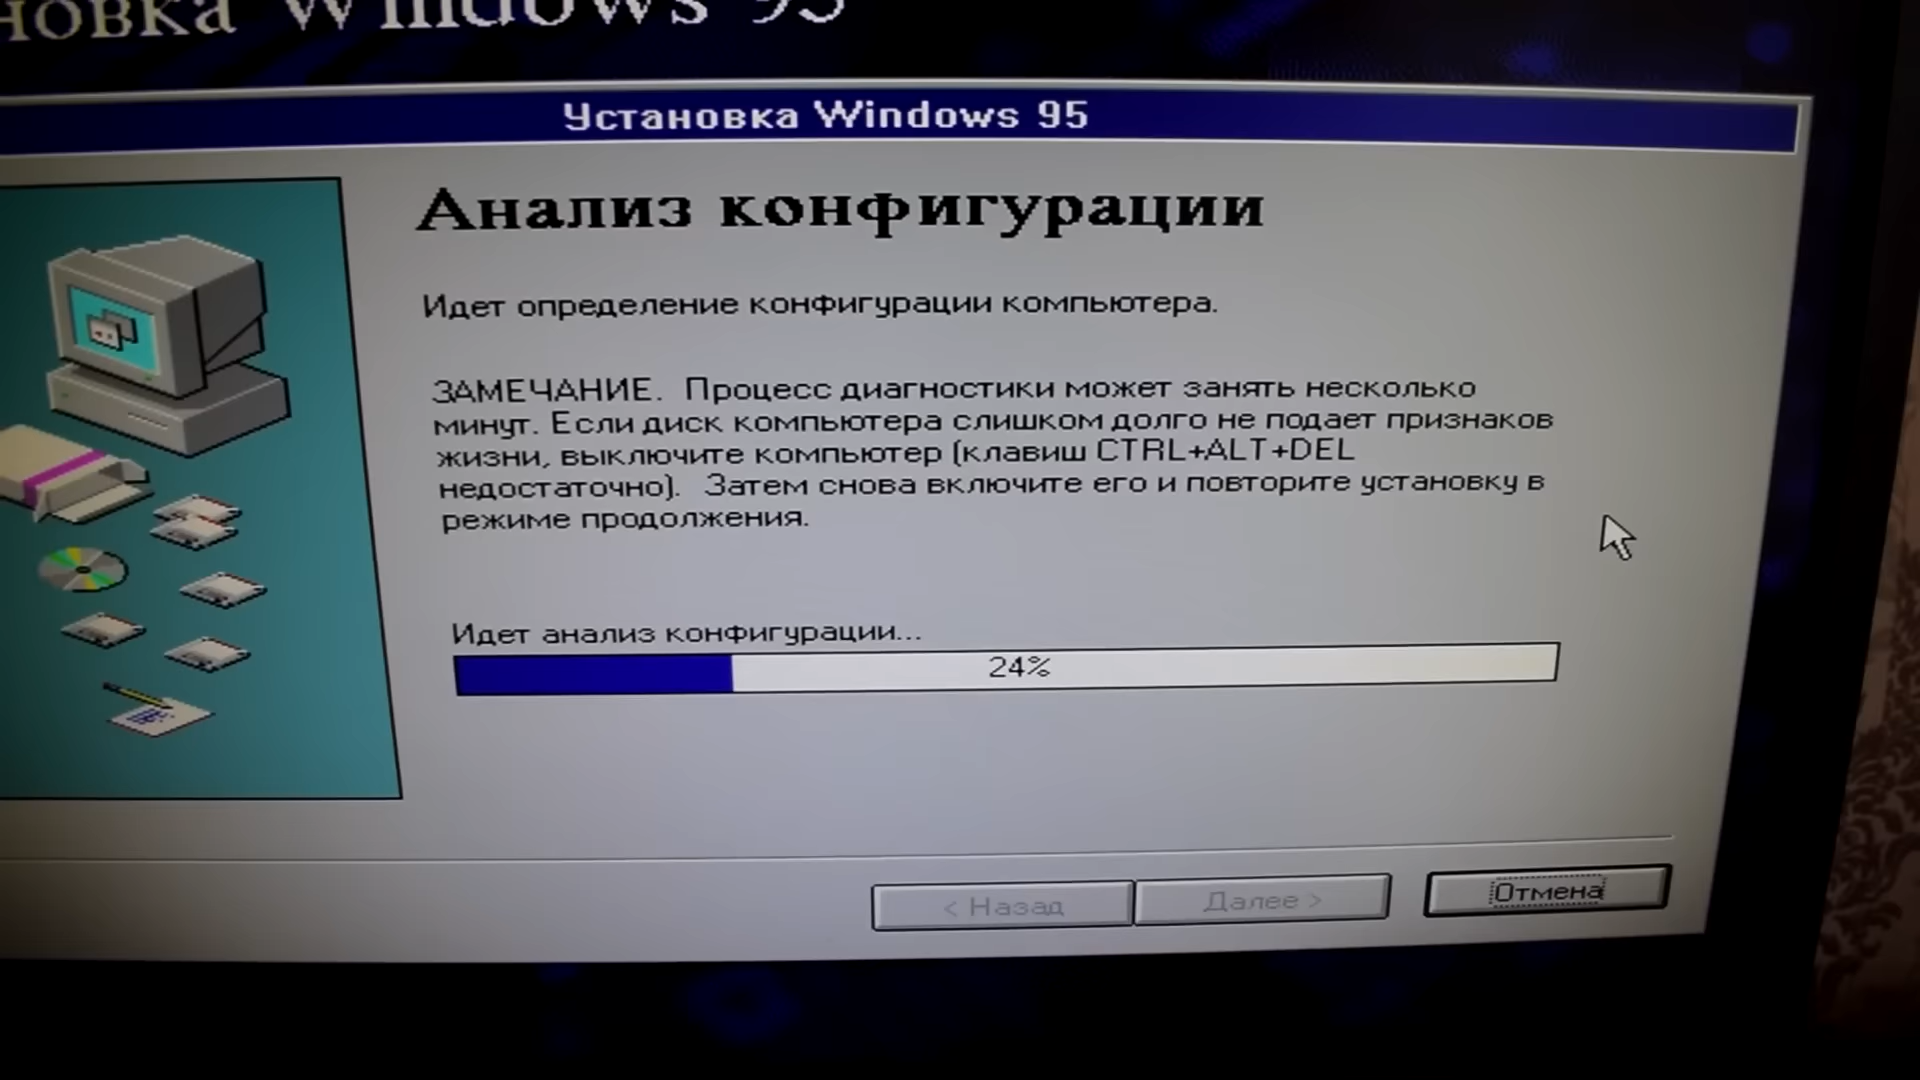 Windows 95
Установка Windows 95
Анализ конфигурации
Идет определение конфигурации компьютера.
ЗАМЕЧАНИЕ. Процесс диагностики может занять несколько
минут. Если диск компьютера слишком долго не подает признаков
жизни, выключите компьютер (клавиш CTRL+ALT+DEL
недостаточно). Затем снова включите его и повторите установку в
режиме продолжения.
Идет анализ конфигурации...
24%
< Назад
Далее >
Отмена